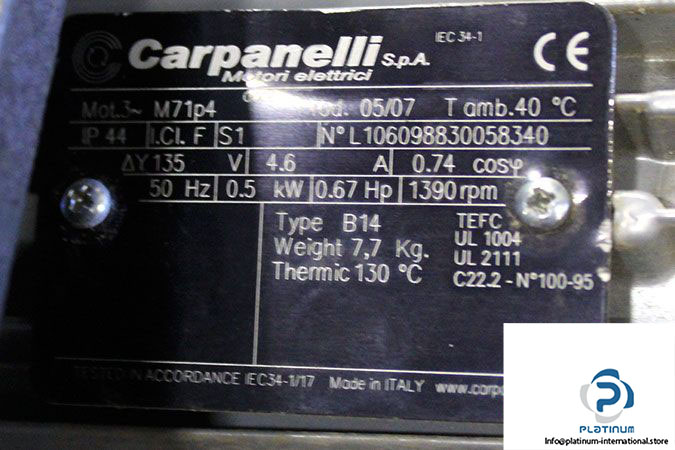 Carpanelli S.p.A.
IEC 34-1
CE
Motori elettrici
Mot.3~ M71p4 05/07 T amb.40 °C
IP 44 I.Cl. F S1 N° L106098830058340
ΔY 135 V 4.6 A 0.74 cosφ
50 Hz 0.5 kW 0.67 Hp 1390 rpm
Type B14
Weight 7,7 Kg.
Thermic 130 °C
TEFC
UL 1004
UL 2111
C22.2 - N°100-95
TESTED IN ACCORDANCE IEC34-1/17 Made in ITALY
PLATINUM
Info@platinum-international.store